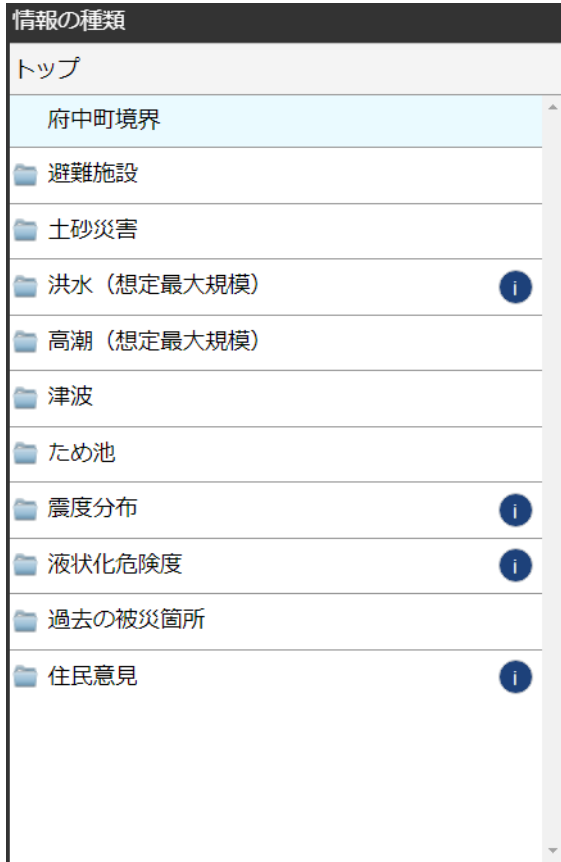 情報の種類
トップ
府中町境界
避難施設
土砂災害
洪水（想定最大規模）
i
高潮（想定最大規模）
津波
ため池
震度分布
i
液状化危険度
i
過去の被災箇所
住民意見
i